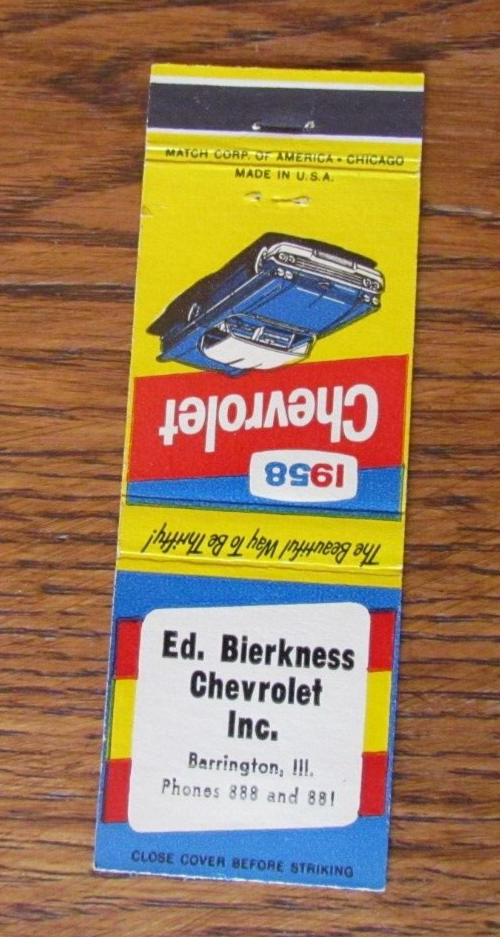 MATCH CORP. OF AMERICA • CHICAGO
MADE IN U.S.A.
1958
Chevrolet
The Beautiful Way To Be Thrifty!
Ed. Bierkness
Chevrolet
Inc.
Barrington, Ill.
Phones 888 and 881
CLOSE COVER BEFORE STRIKING